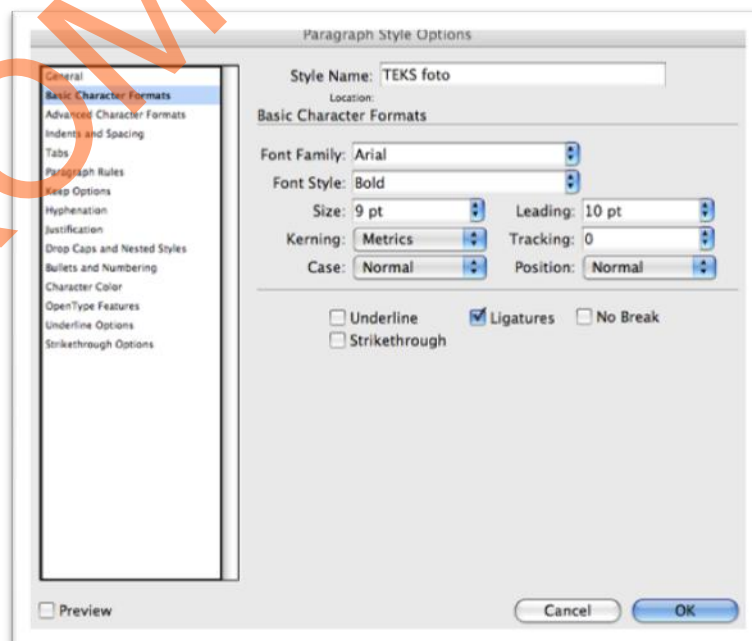 Paragraph Style Options
General
Basic Character Formats
Advanced Character Formats
Indents and Spacing
Tabs
Paragraph Rules
Keep Options
Hyphenation
Justification
Drop Caps and Nested Styles
Bullets and Numbering
Character Color
OpenType Features
Underline Options
Strikethrough Options
Style Name: TEKS foto
Location:
Basic Character Formats
Font Family: Arial
Font Style: Bold
Size: 9 pt Leading: 10 pt
Kerning: Metrics Tracking: 0
Case: Normal Position: Normal
Underline Ligatures No Break
Strikethrough
Preview Cancel OK